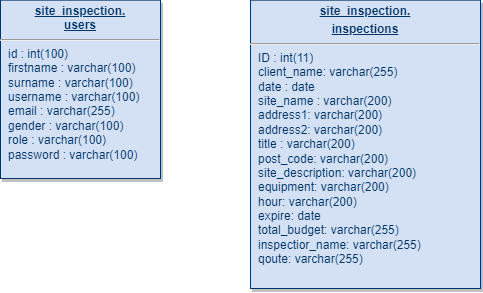 site_inspection.
users
id : int(100)
firstname : varchar(100)
surname : varchar(100)
username : varchar(100)
email : varchar(255)
gender : varchar(100)
role : varchar(100)
password : varchar(100)
site_inspection.
inspections
ID : int(11)
client_name: varchar(255)
date : date
site_name : varchar(200)
address1: varchar(200)
address2: varchar(200)
title : varchar(200)
post_code: varchar(200)
site_description: varchar(200)
equipment: varchar(200)
hour: varchar(200)
expire: date
total_budget: varchar(255)
inspectior_name: varchar(255)
qoute: varchar(255)